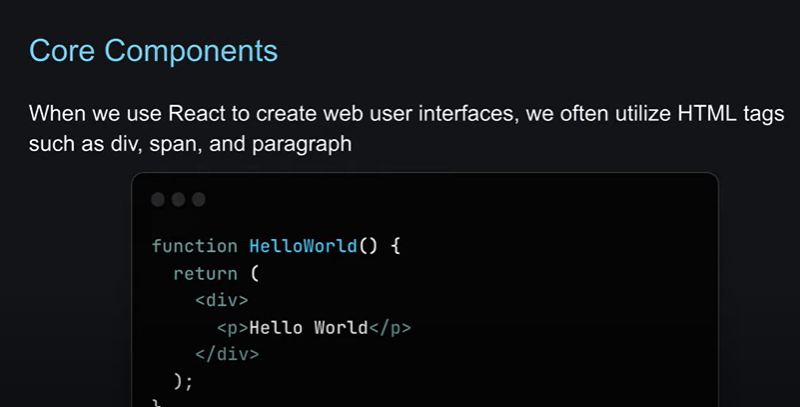 Core Components
When we use React to create web user interfaces, we often utilize HTML tags
such as div, span, and paragraph
function HelloWorld() {
  return (
    <div>
      <p>Hello World</p>
    </div>
  );
}